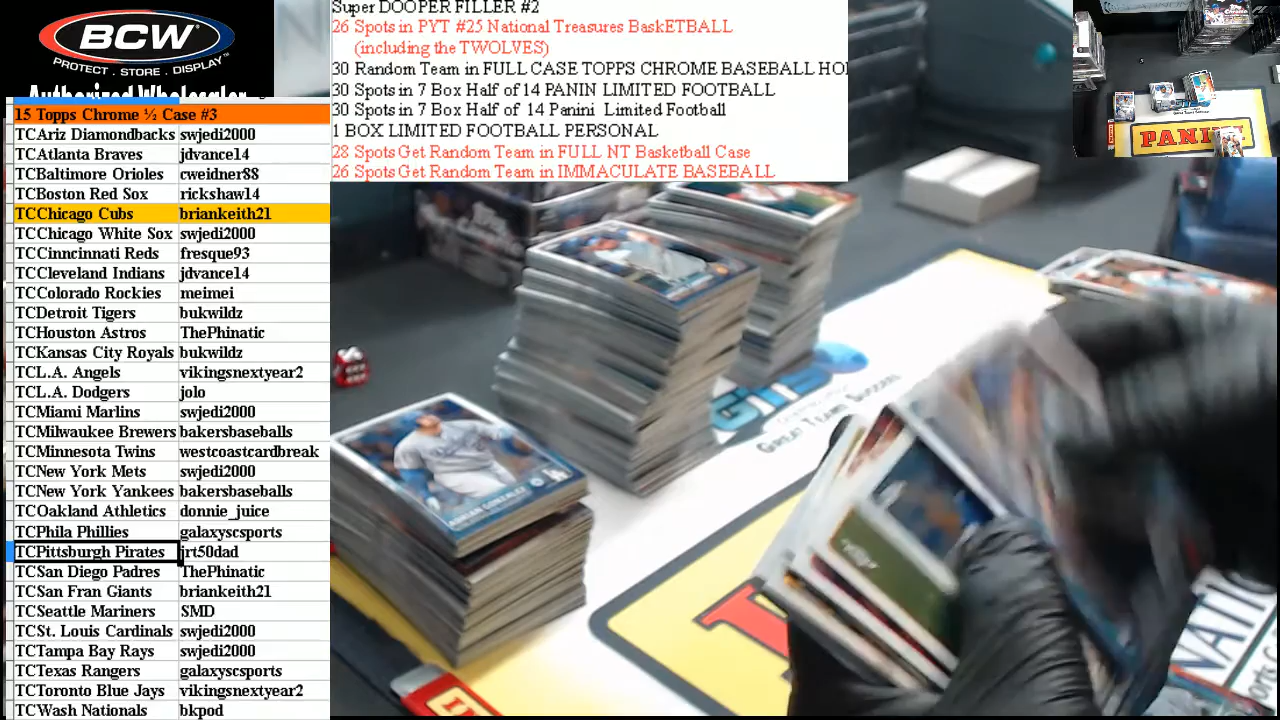 BCW
PROTECT . STORE . DISPLAY
Authorized Wholesaler
Super DOOPER FILLER #2
26 Spots in PYT #25 National Treasures BaskETBALL
(including the TWOLVES)
30 Random Team in FULL CASE TOPPS CHROME BASEBALL HO
30 Spots in 7 Box Half of 14 PANIN LIMITED FOOTBALL
30 Spots in 7 Box Half of 14 Panini Limited Football
1 BOX LIMITED FOOTBALL PERSONAL
28 Spots Get Random Team in FULL NT Basketball Case
26 Spots Get Random Team in IMMACULATE BASEBALL
15 Topps Chrome ½ Case #3
TCAriz Diamondbacks swjedi2000
TCAtlanta Braves jdvance14
TCBaltimore Orioles cweidner88
TCBoston Red Sox rickshaw14
TCChicago Cubs briankeith21
TCChicago White Sox swjedi2000
TCCinncinnati Reds fresque93
TCCleveland Indians jdvance14
TCColorado Rockies meimei
TCDetroit Tigers bukwildz
TCHouston Astros ThePhinatic
TCKansas City Royals bukwildz
TCL.A. Angels vikingsnextyear2
TCL.A. Dodgers jolo
TCMiami Marlins swjedi2000
TCMilwaukee Brewers bakersbaseballs
TCMinnesota Twins westcoastcardbreak
TCNew York Mets swjedi2000
TCNew York Yankees bakersbaseballs
TCOakland Athletics donnie_juice
TCPhila Phillies galaxyscsports
TCPittsburgh Pirates jrt50dad
TCSan Diego Padres ThePhinatic
TCSan Fran Giants briankeith21
TCSeattle Mariners SMD
TCSt. Louis Cardinals swjedi2000
TCTampa Bay Rays swjedi2000
TCTexas Rangers galaxyscsports
TCToronto Blue Jays vikingsnextyear2
TCWash Nationals bkpod
ADRIAN GONZALEZ
GTS
GREAT TEAM
PANINI